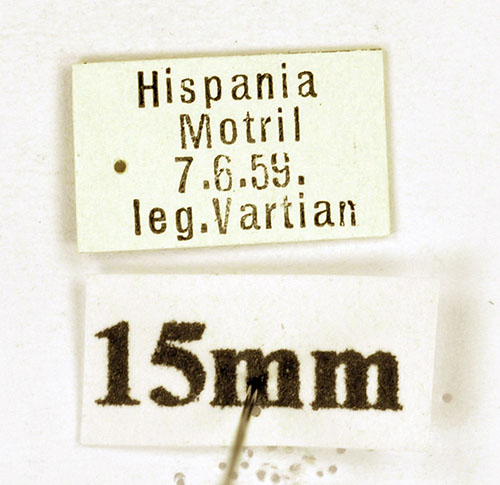 Hispania
Motril
7.6.59.
leg.Vartian
15mm